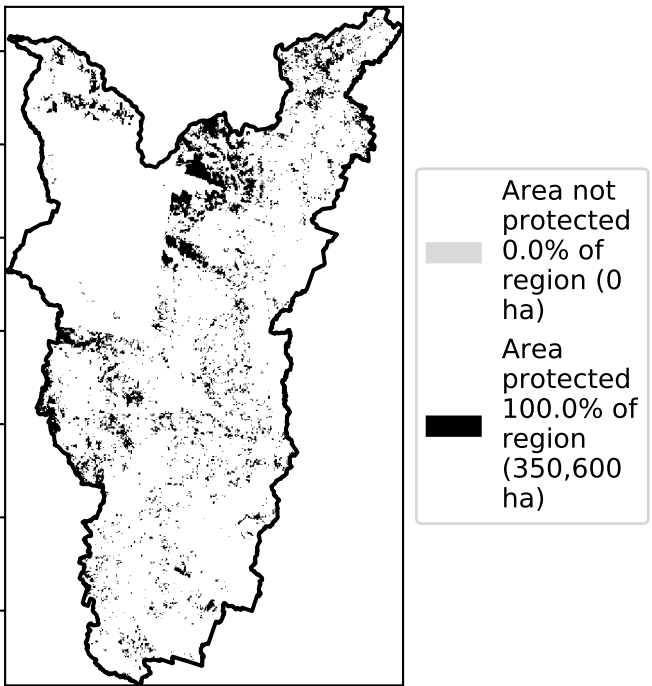 Area not
protected
0.0% of
region (0
ha)
Area
protected
100.0% of
region
(350,600
ha)